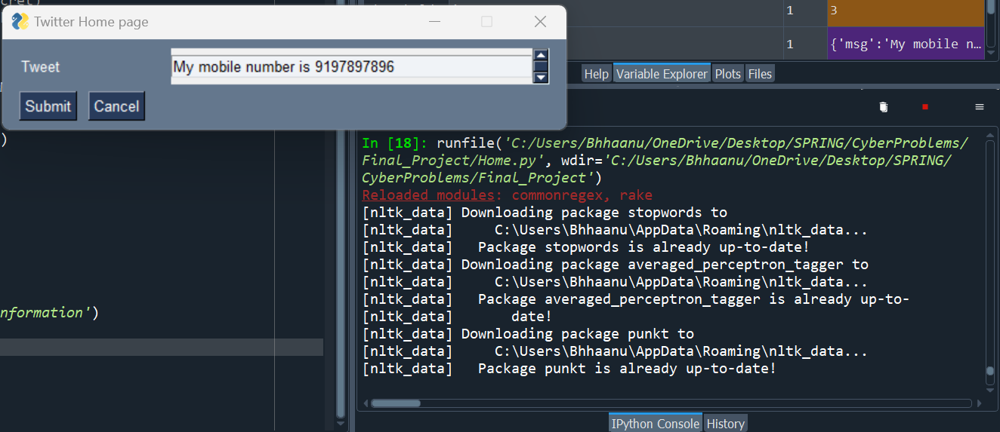 cret)
Twitter Home page
Tweet
My mobile number is 9197897896
Submit Cancel
)
nformation')
1 3
1 {'msg':'My mobile n…
Help Variable Explorer Plots Files
In [18]: runfile('C:/Users/Bhhaanu/OneDrive/Desktop/SPRING/CyberProblems/
Final_Project/Home.py', wdir='C:/Users/Bhhaanu/OneDrive/Desktop/SPRING/
CyberProblems/Final_Project')
Reloaded modules: commonregex, rake
[nltk_data] Downloading package stopwords to
[nltk_data]     C:\Users\Bhhaanu\AppData\Roaming\nltk_data...
[nltk_data]   Package stopwords is already up-to-date!
[nltk_data] Downloading package averaged_perceptron_tagger to
[nltk_data]     C:\Users\Bhhaanu\AppData\Roaming\nltk_data...
[nltk_data]   Package averaged_perceptron_tagger is already up-to-
[nltk_data]       date!
[nltk_data] Downloading package punkt to
[nltk_data]     C:\Users\Bhhaanu\AppData\Roaming\nltk_data...
[nltk_data]   Package punkt is already up-to-date!
IPython Console History